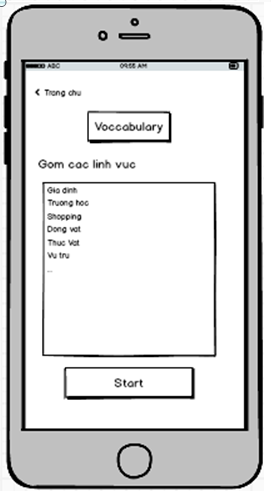 ABC 09:55 AM
< Trang chu
Voccabulary
Gom cac linh vuc
Gia dinh
Truong hoc
Shopping
Dong vat
Thuc Vat
Vu tru
...
Start